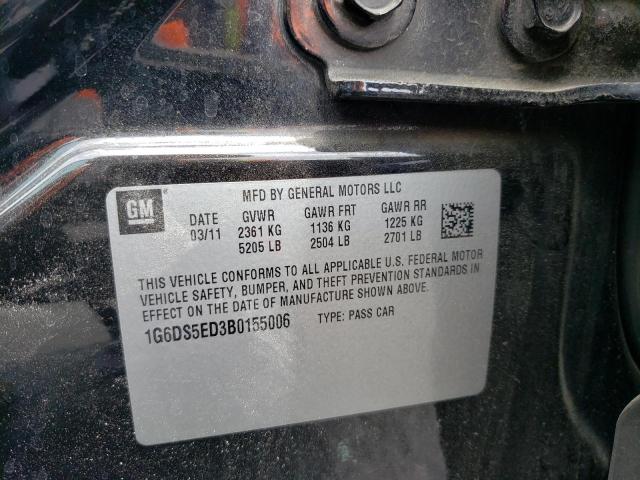 GM
MFD BY GENERAL MOTORS LLC
DATE GVWR GAWR FRT GAWR RR
03/11 2361 KG 1136 KG 1225 KG
5205 LB 2504 LB 2701 LB
THIS VEHICLE CONFORMS TO ALL APPLICABLE U.S. FEDERAL MOTOR
VEHICLE SAFETY, BUMPER, AND THEFT PREVENTION STANDARDS IN
EFFECT ON THE DATE OF MANUFACTURE SHOWN ABOVE.
1G6DS5ED3B0155006 TYPE: PASS CAR